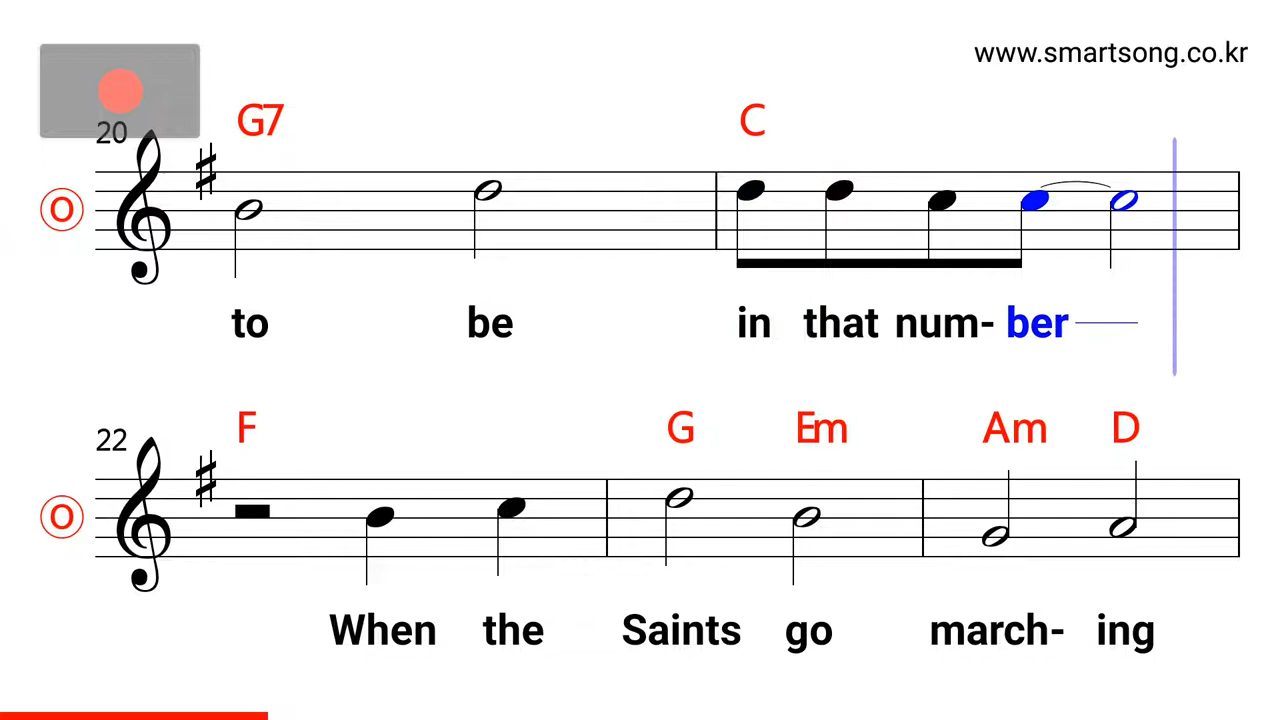 www.smartsong.co.kr
20 G7 C
O
to be in that num- ber
22 F G Em Am D
O
When the Saints go march- ing